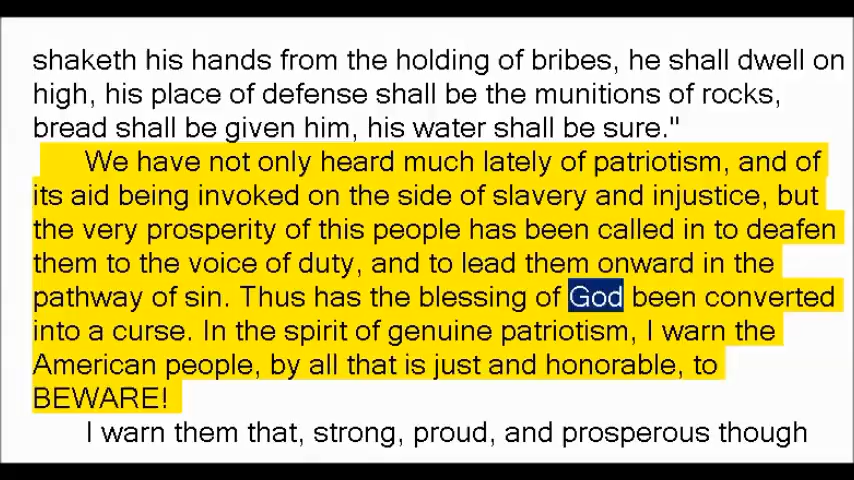 shaketh his hands from the holding of bribes, he shall dwell on
high, his place of defense shall be the munitions of rocks,
bread shall be given him, his water shall be sure."
We have not only heard much lately of patriotism, and of
its aid being invoked on the side of slavery and injustice, but
the very prosperity of this people has been called in to deafen
them to the voice of duty, and to lead them onward in the
pathway of sin. Thus has the blessing of God been converted
into a curse. In the spirit of genuine patriotism, I warn the
American people, by all that is just and honorable, to
BEWARE!
I warn them that, strong, proud, and prosperous though